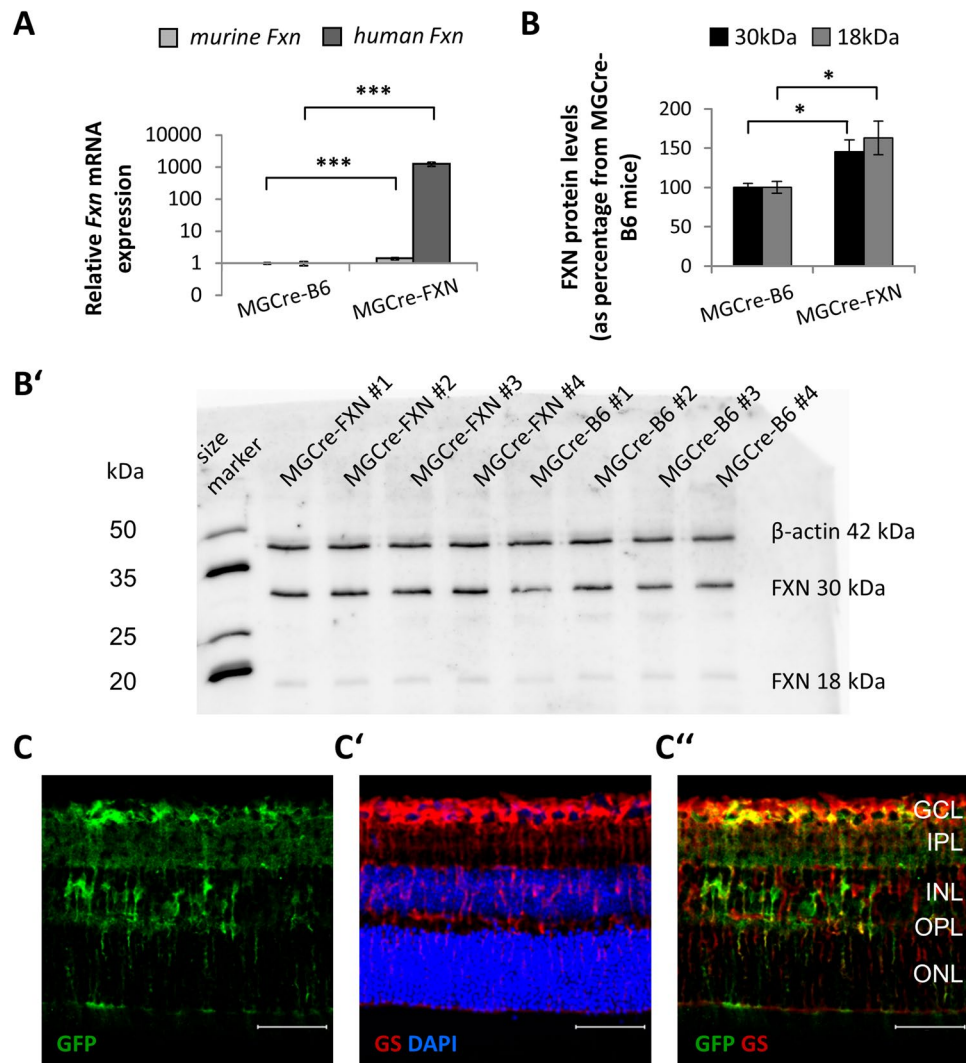 A
murine Fxn
human Fxn
***
***
Relative Fxn mRNA
expression
10000
1000
100
10
1
0
MGCre-B6
MGCre-FXN
B
30kDa
18kDa
*
*
FXN protein levels
(as percentage from MGCre-
B6 mice)
200
150
100
50
0
MGCre-B6
MGCre-FXN
B‘
kDa
size
marker
MGCre-FXN #1
MGCre-FXN #2
MGCre-FXN #3
MGCre-FXN #4
MGCre-B6 #1
MGCre-B6 #2
MGCre-B6 #3
MGCre-B6 #4
50
35
25
20
β-actin 42 kDa
FXN 30 kDa
FXN 18 kDa
C
GFP
C‘
GS DAPI
C‘‘
GCL
IPL
INL
OPL
ONL
GFP GS